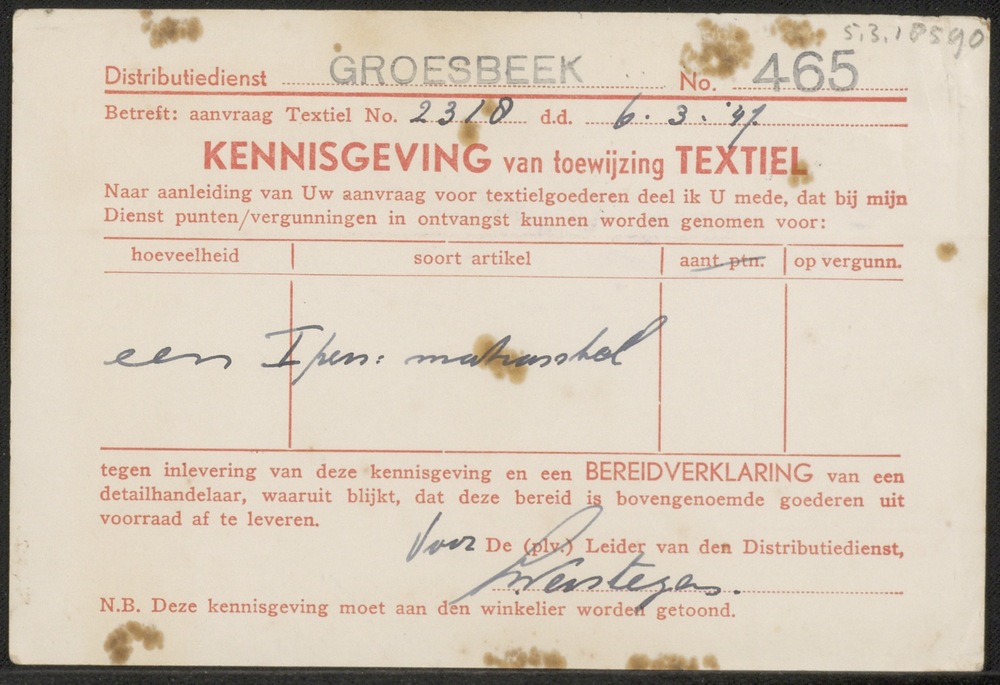 5.3.18590
Distributiedienst GROESBEEK No. 465
Betreft: aanvraag Textiel No. 2318 d.d. 6.3.'47.
KENNISGEVING van toewijzing TEXTIEL
Naar aanleiding van Uw aanvraag voor textielgoederen deel ik U mede, dat bij mijn
Dienst punten/vergunningen in ontvangst kunnen worden genomen voor:
hoeveelheid soort artikel aant. ptn. op vergunn.
een I pers: matrasstel
tegen inlevering van deze kennisgeving en een BEREIDVERKLARING van een
detailhandelaar, waaruit blijkt, dat deze bereid is bovengenoemde goederen uit
voorraad af te leveren.
Voor De (plv.) Leider van den Distributiedienst,
N.B. Deze kennisgeving moet aan den winkelier worden getoond.